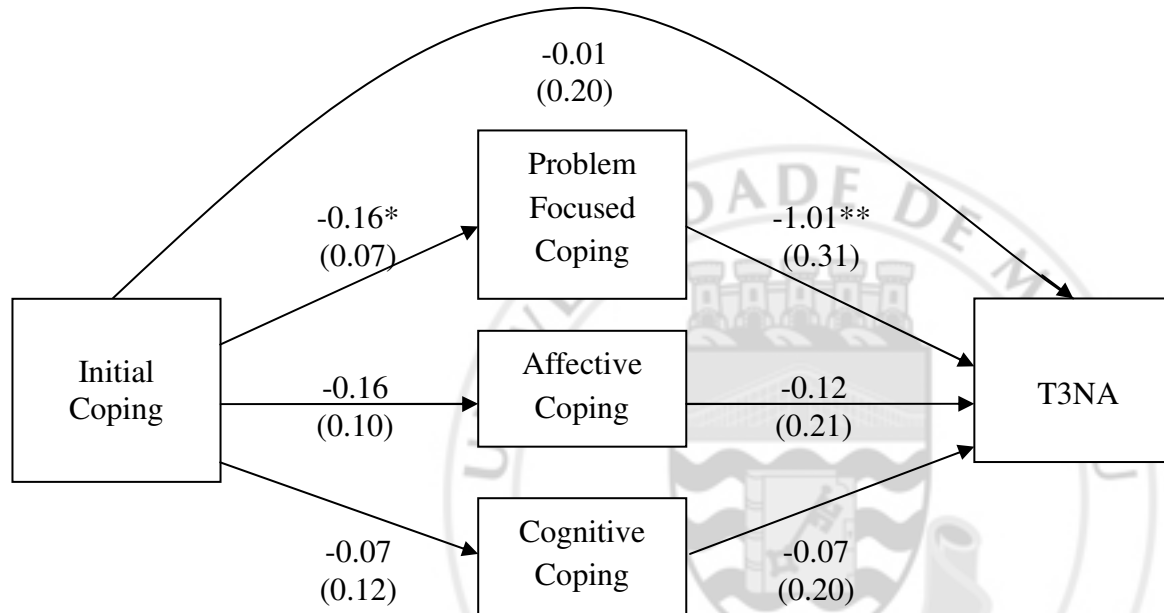 -0.01
(0.20)
Problem
Focused
Coping
-0.16*
(0.07)
-1.01**
(0.31)
Initial
Coping
-0.16
(0.10)
Affective
Coping
-0.12
(0.21)
T3NA
-0.07
(0.12)
Cognitive
Coping
-0.07
(0.20)
DADE DE M